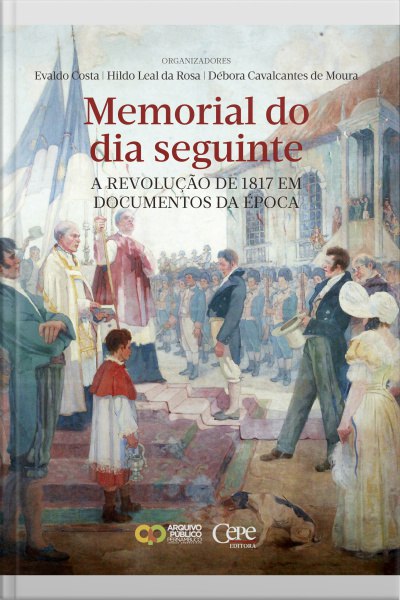 ORGANIZADORES
Evaldo Costa | Hildo Leal da Rosa | Débora Cavalcantes de Moura
Memorial do
dia seguinte
A REVOLUÇÃO DE 1817 EM
DOCUMENTOS DA ÉPOCA
ARQUIVO
PÚBLICO
PERNAMBUCO
Cepe
EDITORA